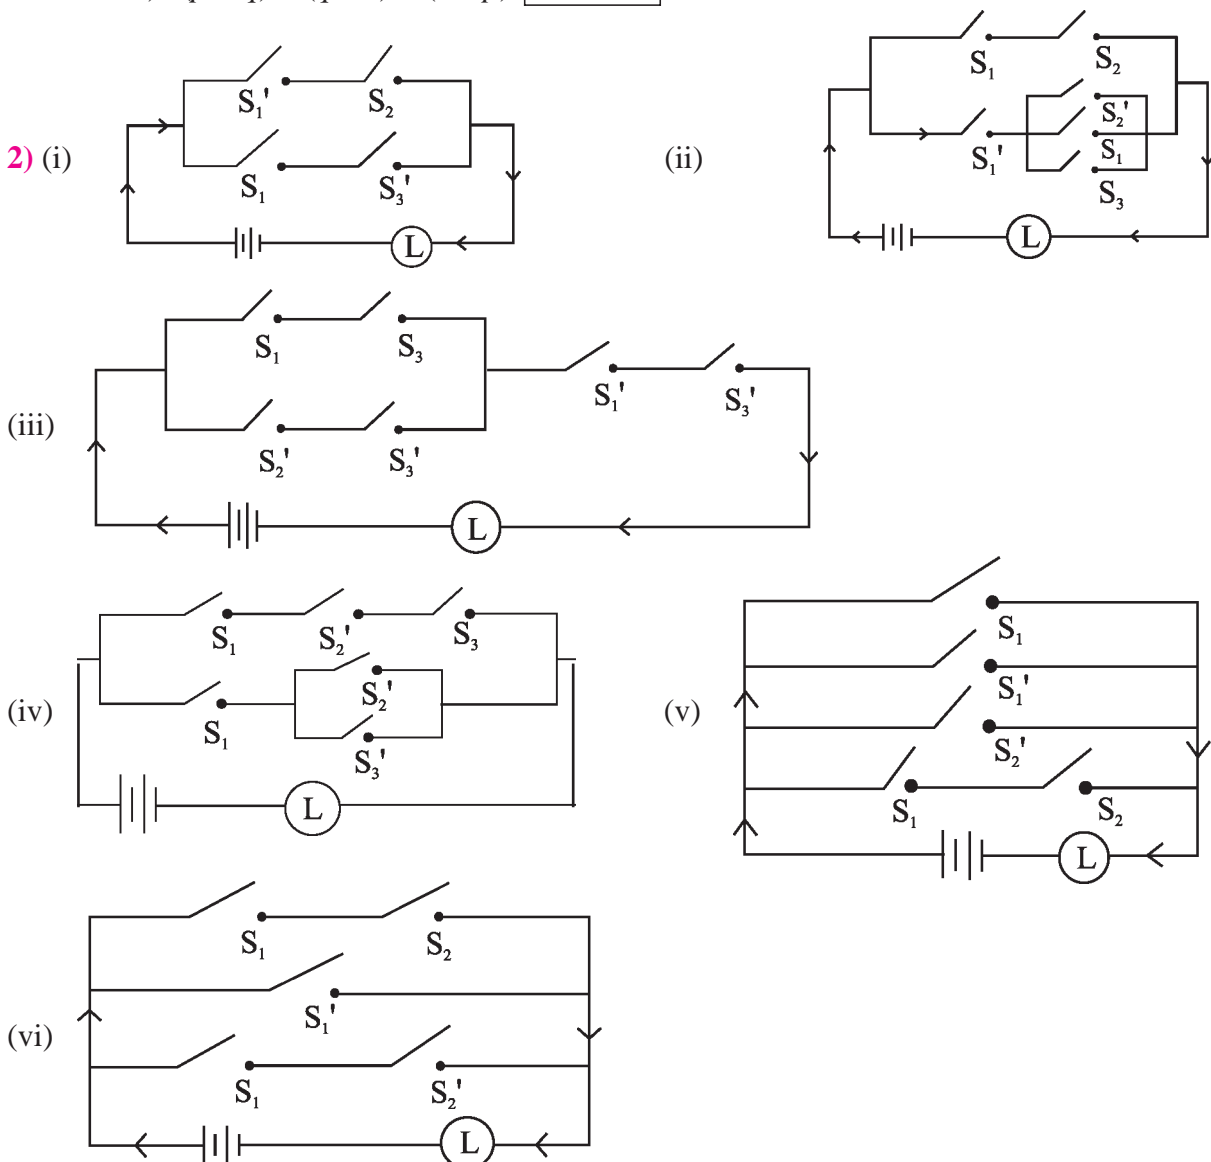 2) (i)
S₁' S₂
S₁ S₃'
L
(ii)
S₁ S₂
S₂'
S₁' S₁
S₃
L
(iii)
S₁ S₃
S₁' S₃'
S₂' S₃'
L
(iv)
S₁ S₂' S₃
S₂'
S₁
S₃'
L
(v)
S₁
S₁'
S₂'
S₁ S₂
L
(vi)
S₁ S₂
S₁'
S₁ S₂'
L